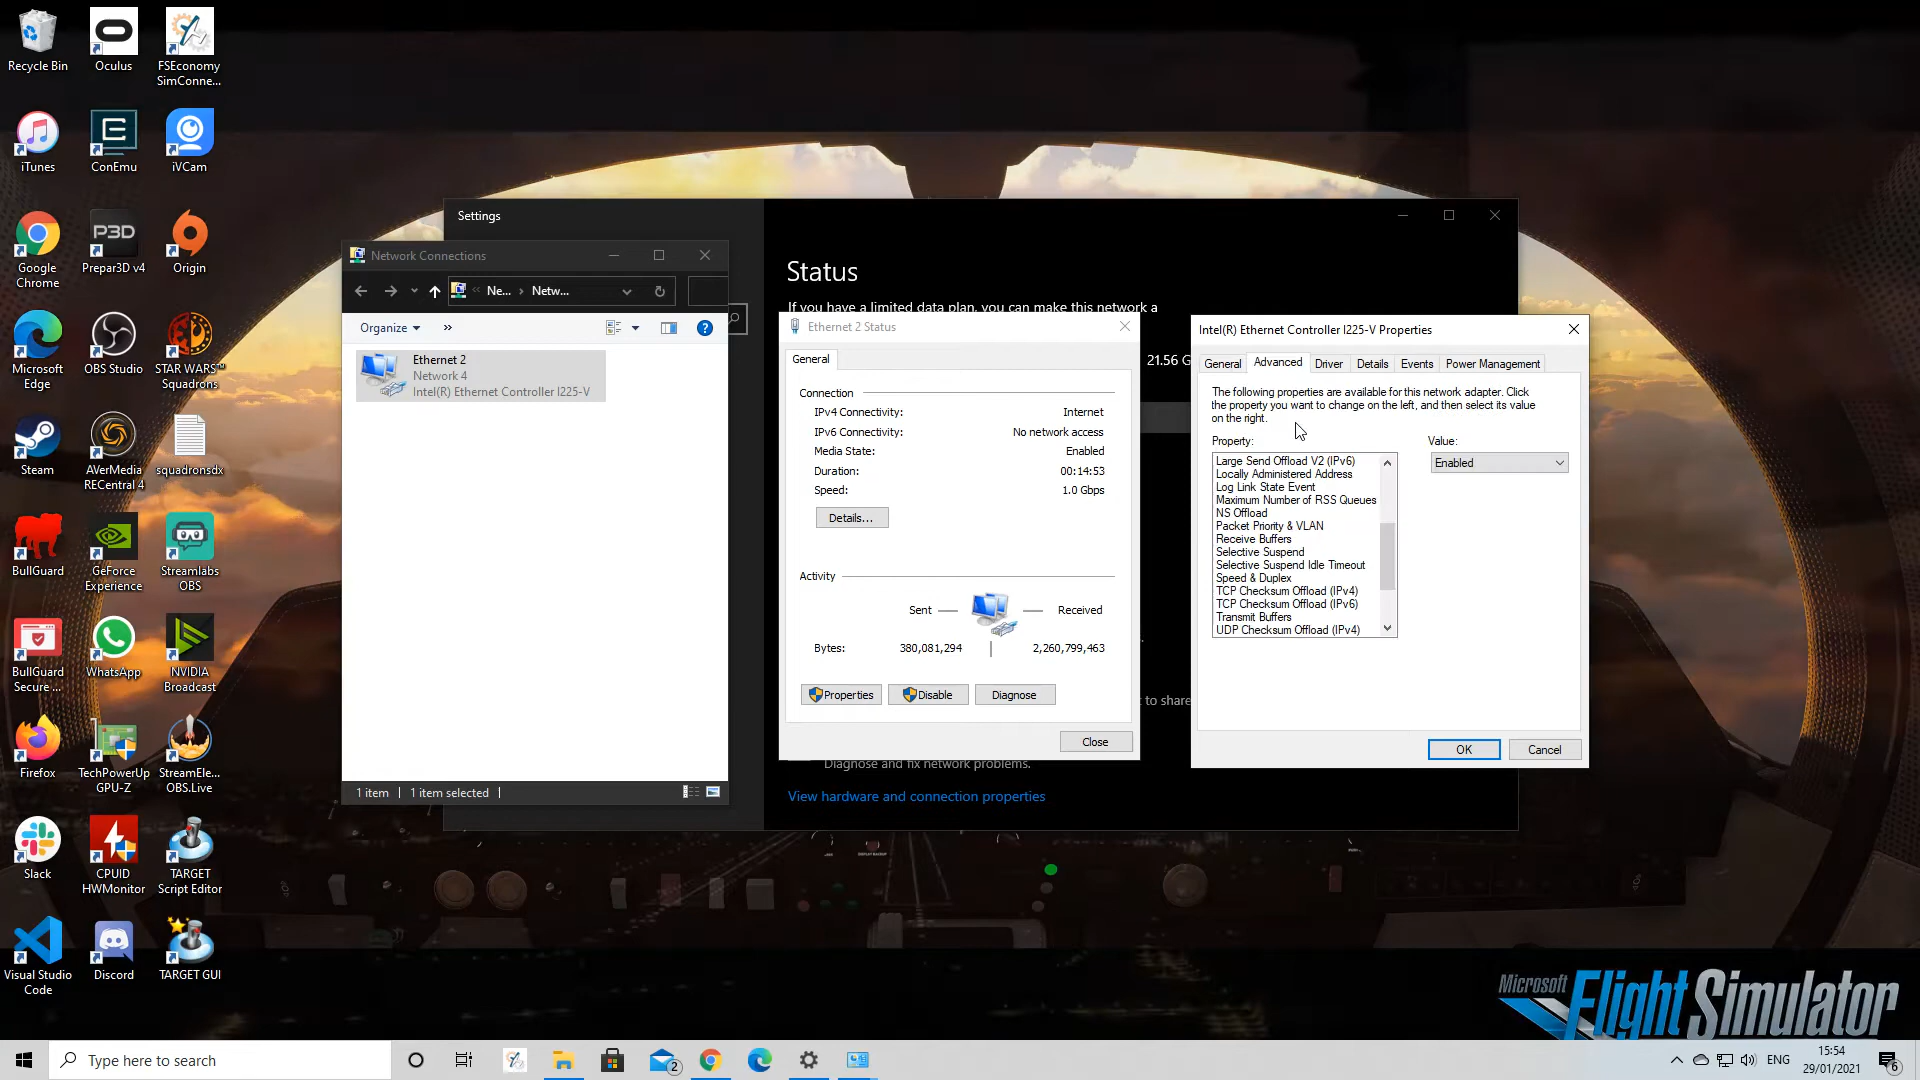 Recycle Bin
Oculus
FSEconomy
SimConne...
iTunes
ConEmu
iVCam
Google
Chrome
P3D
Prepar3D v4
Origin
Microsoft
Edge
OBS Studio
STAR WARS™
Squadrons
Steam
AVerMedia
RECentral 4
squadronsdx
BullGuard
GeForce
Experience
Streamlabs
OBS
BullGuard
Secure ...
WhatsApp
NVIDIA
Broadcast
Firefox
TechPowerUp
GPU-Z
StreamEle...
OBS.Live
Slack
CPUID
HWMonitor
TARGET
Script Editor
Visual Studio
Code
Discord
TARGET GUI
Settings
Status
If you have a limited data plan, you can make this network a
21.56 G
t to share
Diagnose and fix network problems.
View hardware and connection properties
Network Connections
« Ne... › Netw...
Organize »
Ethernet 2
Network 4
Intel(R) Ethernet Controller I225-V
1 item 1 item selected
Ethernet 2 Status
General
Connection
IPv4 Connectivity: Internet
IPv6 Connectivity: No network access
Media State: Enabled
Duration: 00:14:53
Speed: 1.0 Gbps
Details...
Activity
Sent — Received
Bytes: 380,081,294 2,260,799,463
Properties Disable Diagnose
Close
Intel(R) Ethernet Controller I225-V Properties
General Advanced Driver Details Events Power Management
The following properties are available for this network adapter. Click
the property you want to change on the left, and then select its value
on the right.
Property: Value:
Large Send Offload V2 (IPv6) Enabled
Locally Administered Address
Log Link State Event
Maximum Number of RSS Queues
NS Offload
Packet Priority & VLAN
Receive Buffers
Selective Suspend
Selective Suspend Idle Timeout
Speed & Duplex
TCP Checksum Offload (IPv4)
TCP Checksum Offload (IPv6)
Transmit Buffers
UDP Checksum Offload (IPv4)
OK Cancel
Microsoft
Flight Simulator
Type here to search
2
ENG
15:54
29/01/2021
6